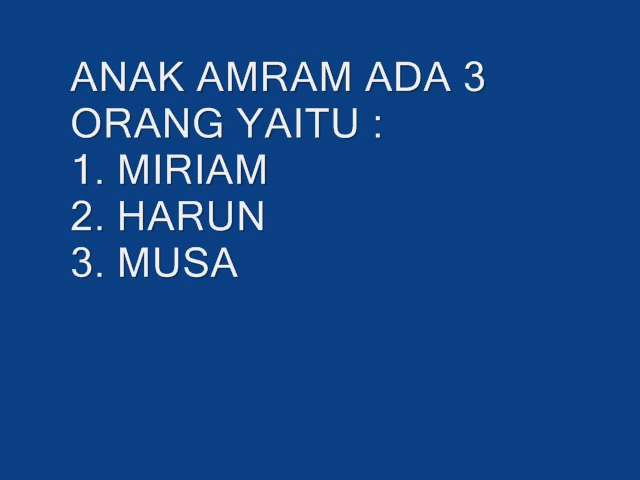 ANAK AMRAM ADA 3
ORANG YAITU :
1. MIRIAM
2. HARUN
3. MUSA